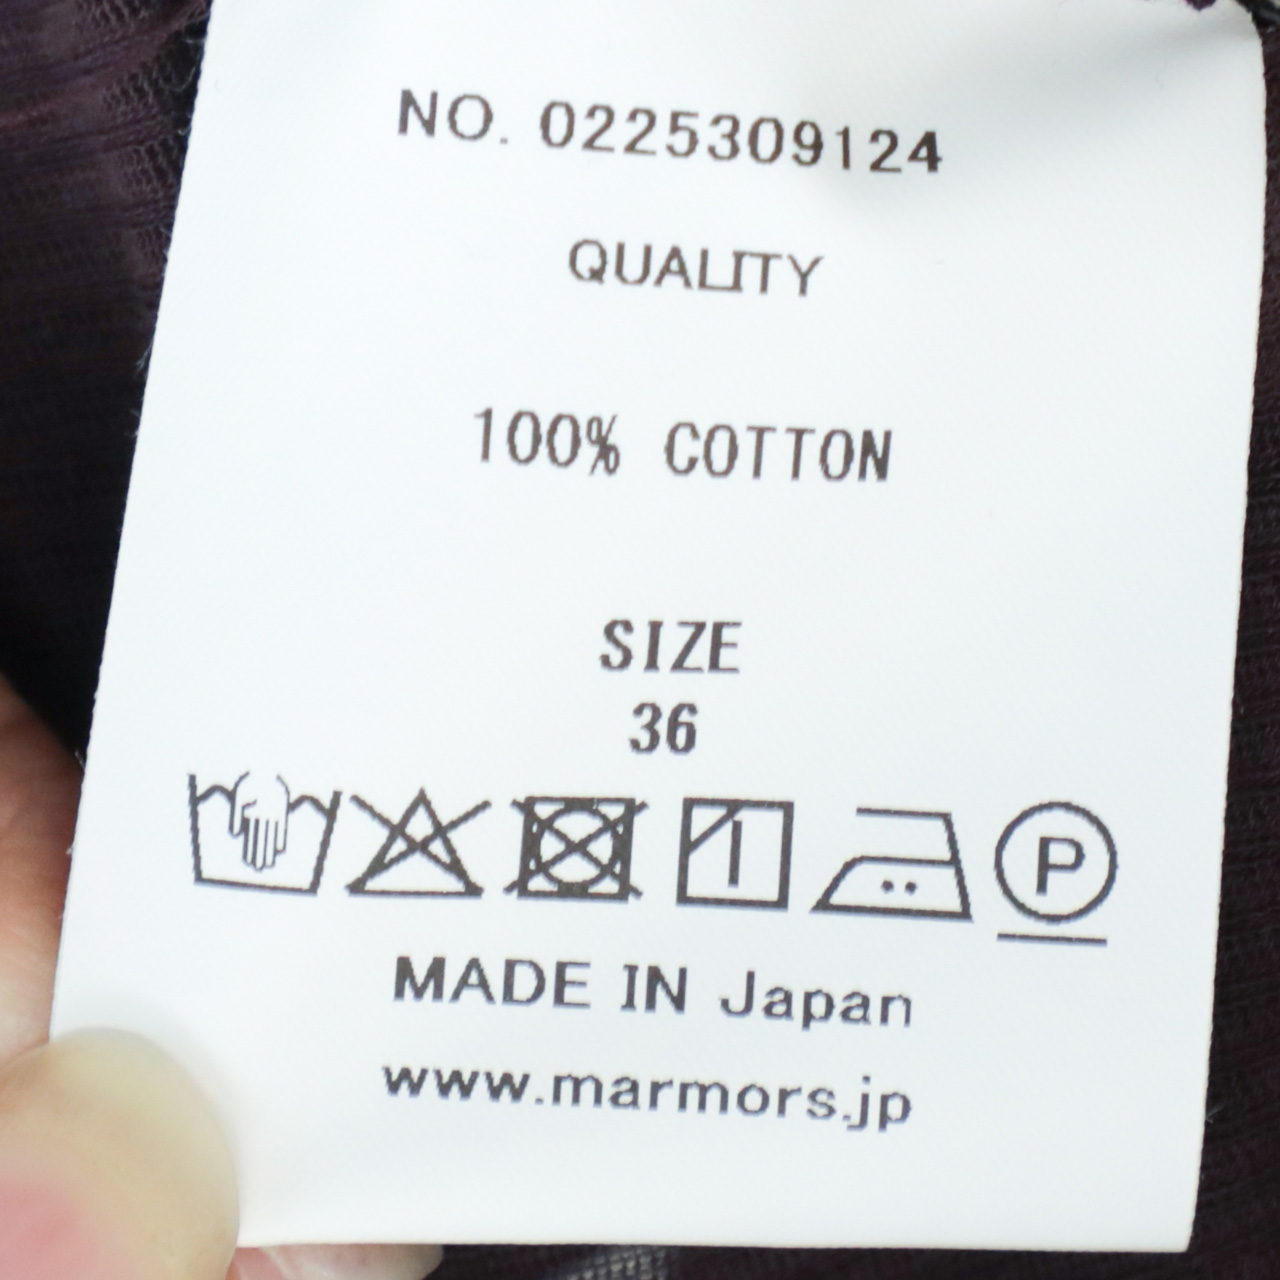 NO. 0225309124
QUALITY
100% COTTON
SIZE
36
P
MADE IN Japan
www.marmors.jp